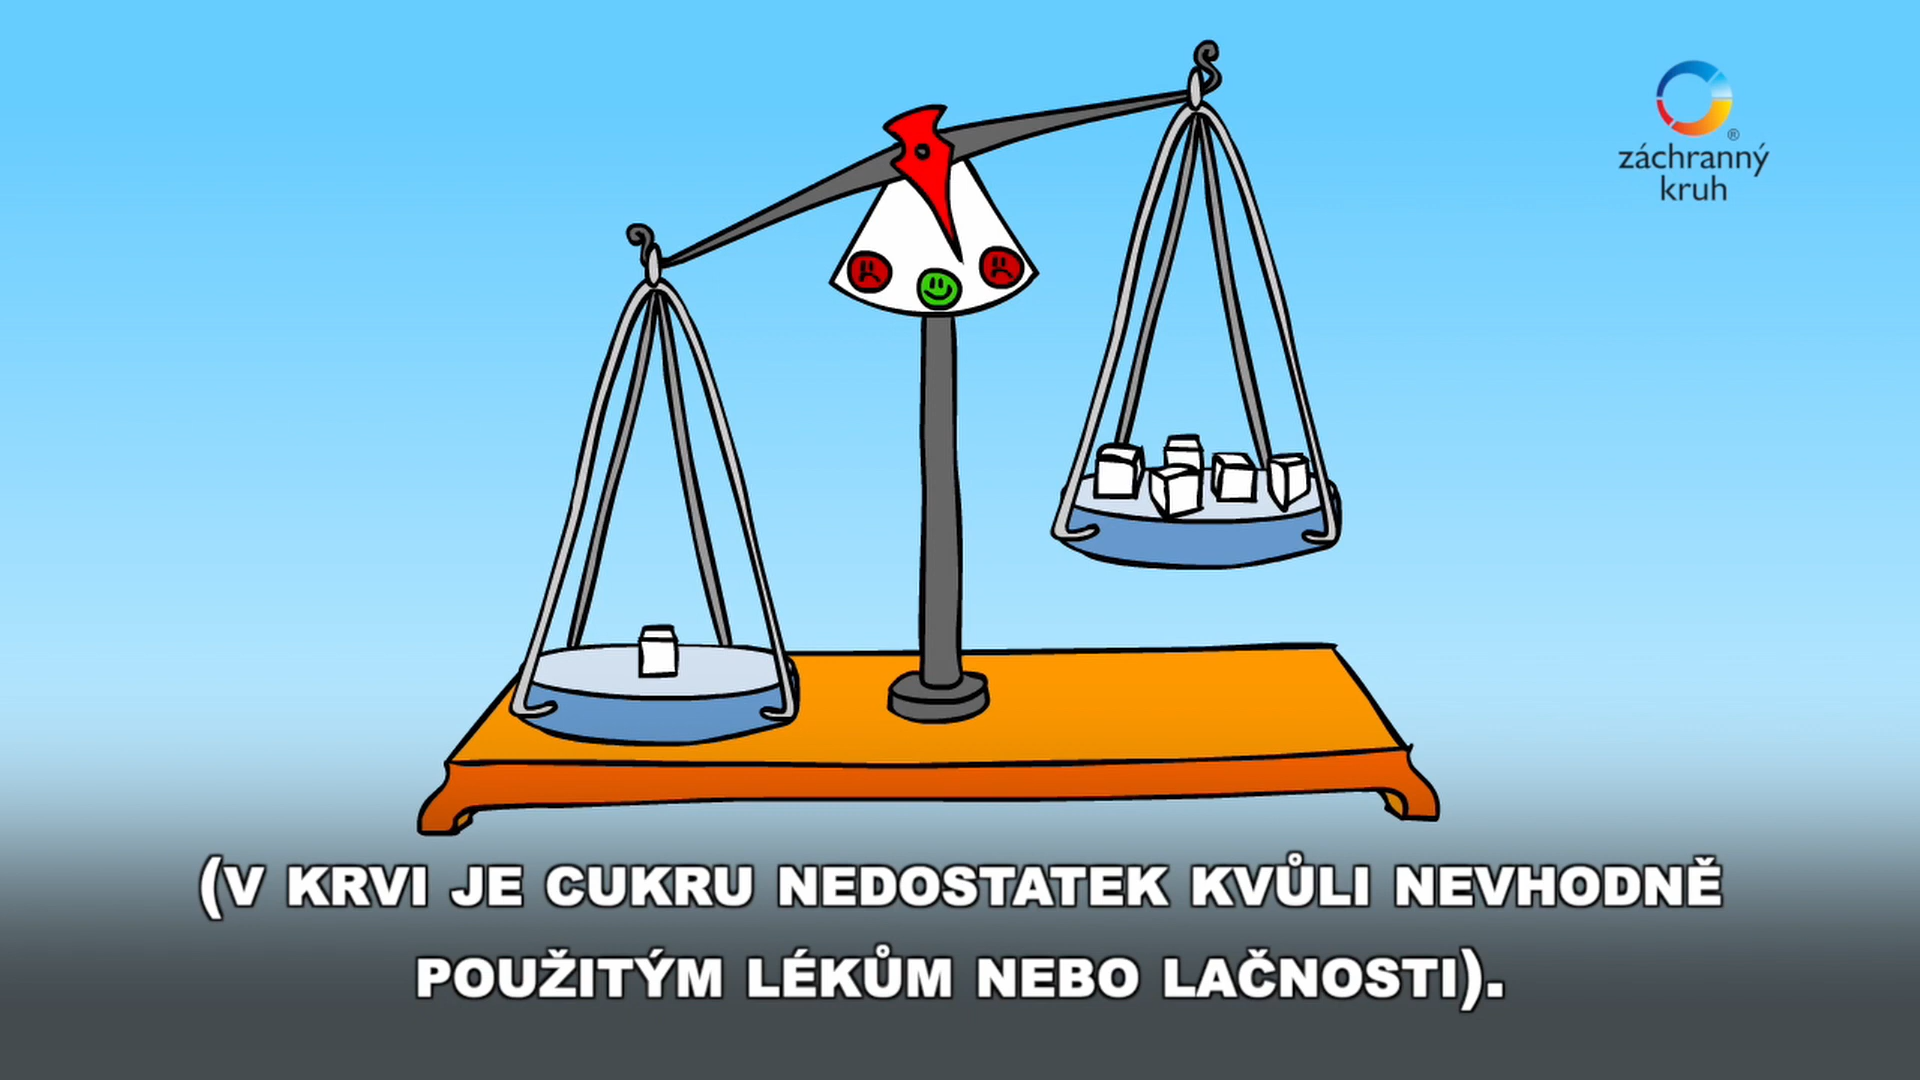 záchranný
kruh
®
(V KRVI JE CUKRU NEDOSTATEK KVŮLI NEVHODNĚ
POUŽITÝM LÉKŮM NEBO LAČNOSTI).